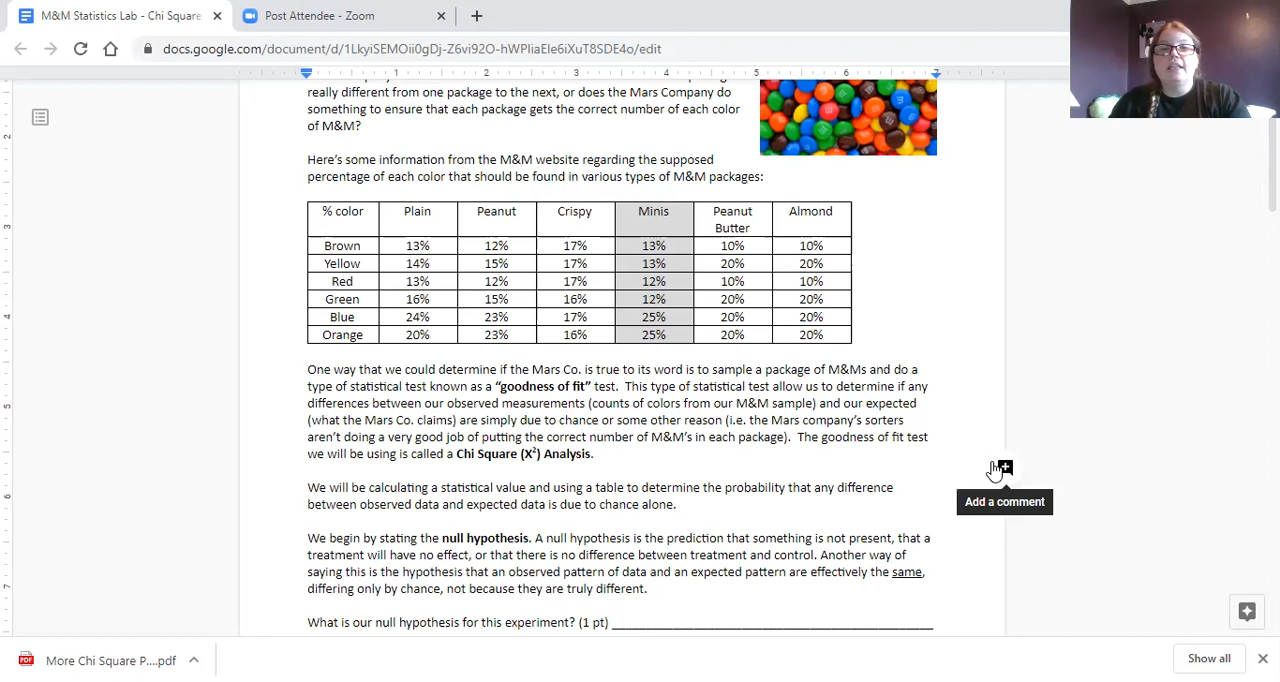 M&M Statistics Lab - Chi Square
Post Attendee - Zoom
docs.google.com/document/d/1LkyiSEMOii0gDj-Z6vi92O-hWPIiaEle6iXuT8SDE4o/edit
1 2 3 4 5 6 7
really different from one package to the next, or does the Mars Company do
something to ensure that each package gets the correct number of each color
of M&M?
Here's some information from the M&M website regarding the supposed
percentage of each color that should be found in various types of M&M packages:
% color Plain Peanut Crispy Minis Peanut Butter Almond
Brown 13% 12% 17% 13% 10% 10%
Yellow 14% 15% 17% 13% 20% 20%
Red 13% 12% 17% 12% 10% 10%
Green 16% 15% 16% 12% 20% 20%
Blue 24% 23% 17% 25% 20% 20%
Orange 20% 23% 16% 25% 20% 20%
One way that we could determine if the Mars Co. is true to its word is to sample a package of M&Ms and do a
type of statistical test known as a “goodness of fit” test. This type of statistical test allow us to determine if any
differences between our observed measurements (counts of colors from our M&M sample) and our expected
(what the Mars Co. claims) are simply due to chance or some other reason (i.e. the Mars company's sorters
aren't doing a very good job of putting the correct number of M&M's in each package). The goodness of fit test
we will be using is called a Chi Square (X²) Analysis.
We will be calculating a statistical value and using a table to determine the probability that any difference
between observed data and expected data is due to chance alone.
Add a comment
We begin by stating the null hypothesis. A null hypothesis is the prediction that something is not present, that a
treatment will have no effect, or that there is no difference between treatment and control. Another way of
saying this is the hypothesis that an observed pattern of data and an expected pattern are effectively the same,
differing only by chance, not because they are truly different.
What is our null hypothesis for this experiment? (1 pt)
More Chi Square P....pdf
Show all